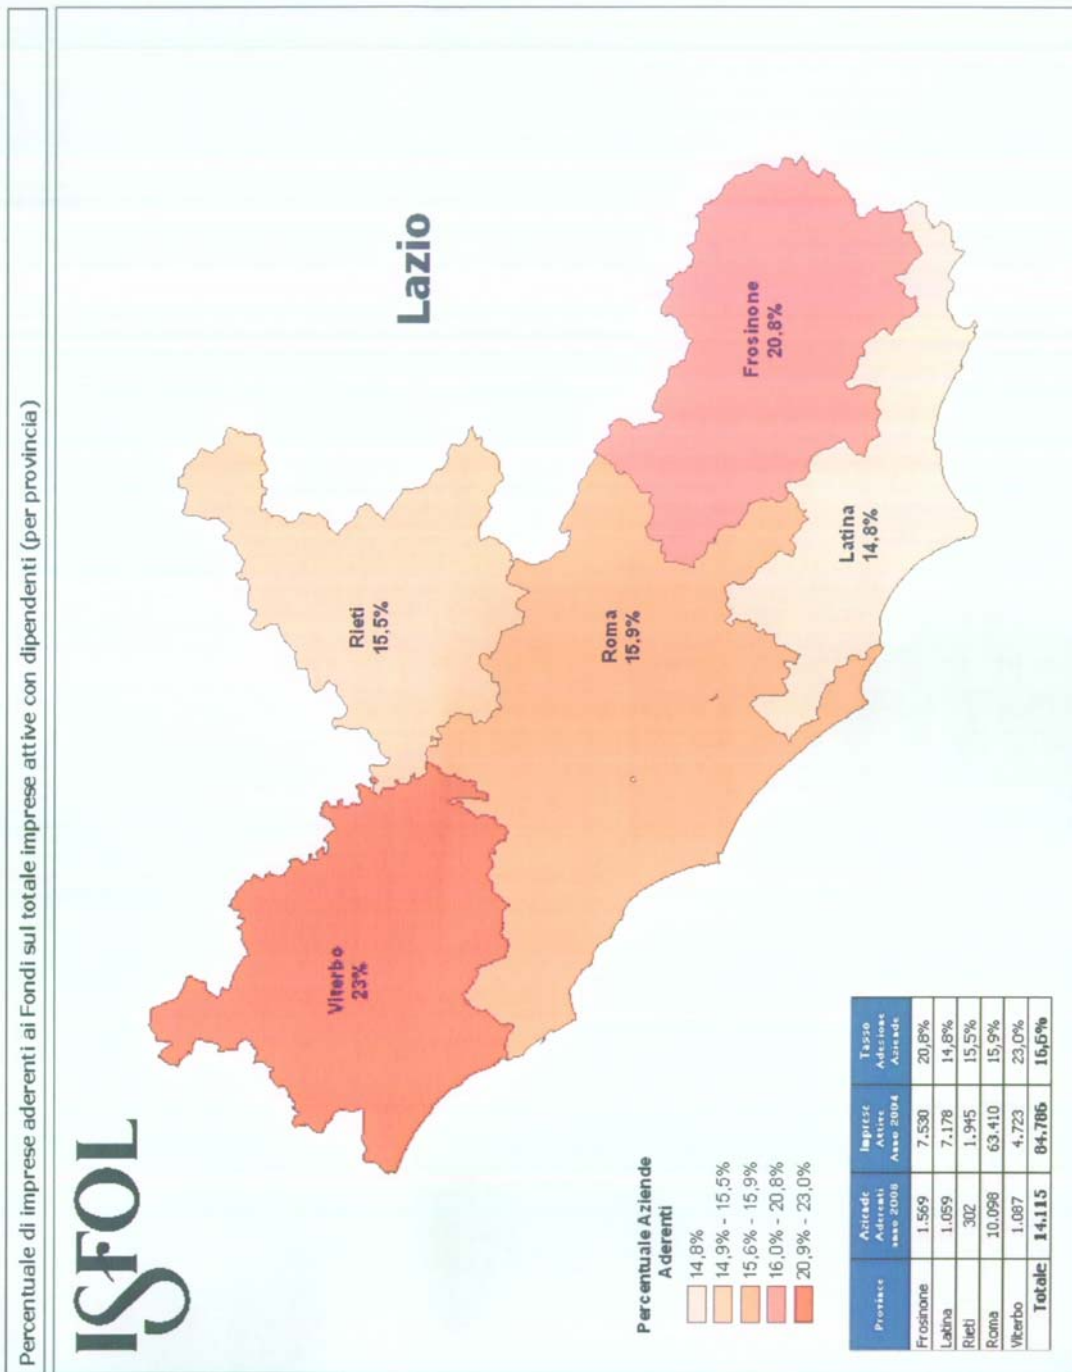 Percentuale di imprese aderenti ai Fondi sul totale imprese attive con dipendenti (per provincia)
ISFOL
Lazio
Viterbo
23%
Rieti
15,5%
Roma
15.9%
Frosinone
20,8%
Latina
14,8%
Percentuale Aziende
Aderenti
14,8%
14,9% - 15,5%
15,6% - 15,9%
16,0% - 20,8%
20,9% - 23,0%
Province Aziende Aderenti anno 2008 Imprese Attive Anno 2004 Tasso Adesione Aziende
Frosinone 1.569 7.530 20,8%
Latina 1.059 7.178 14,8%
Rieti 302 1.945 15,5%
Roma 10.098 63.410 15,9%
Viterbo 1.087 4.723 23,0%
Totale 14.115 84.786 16,6%